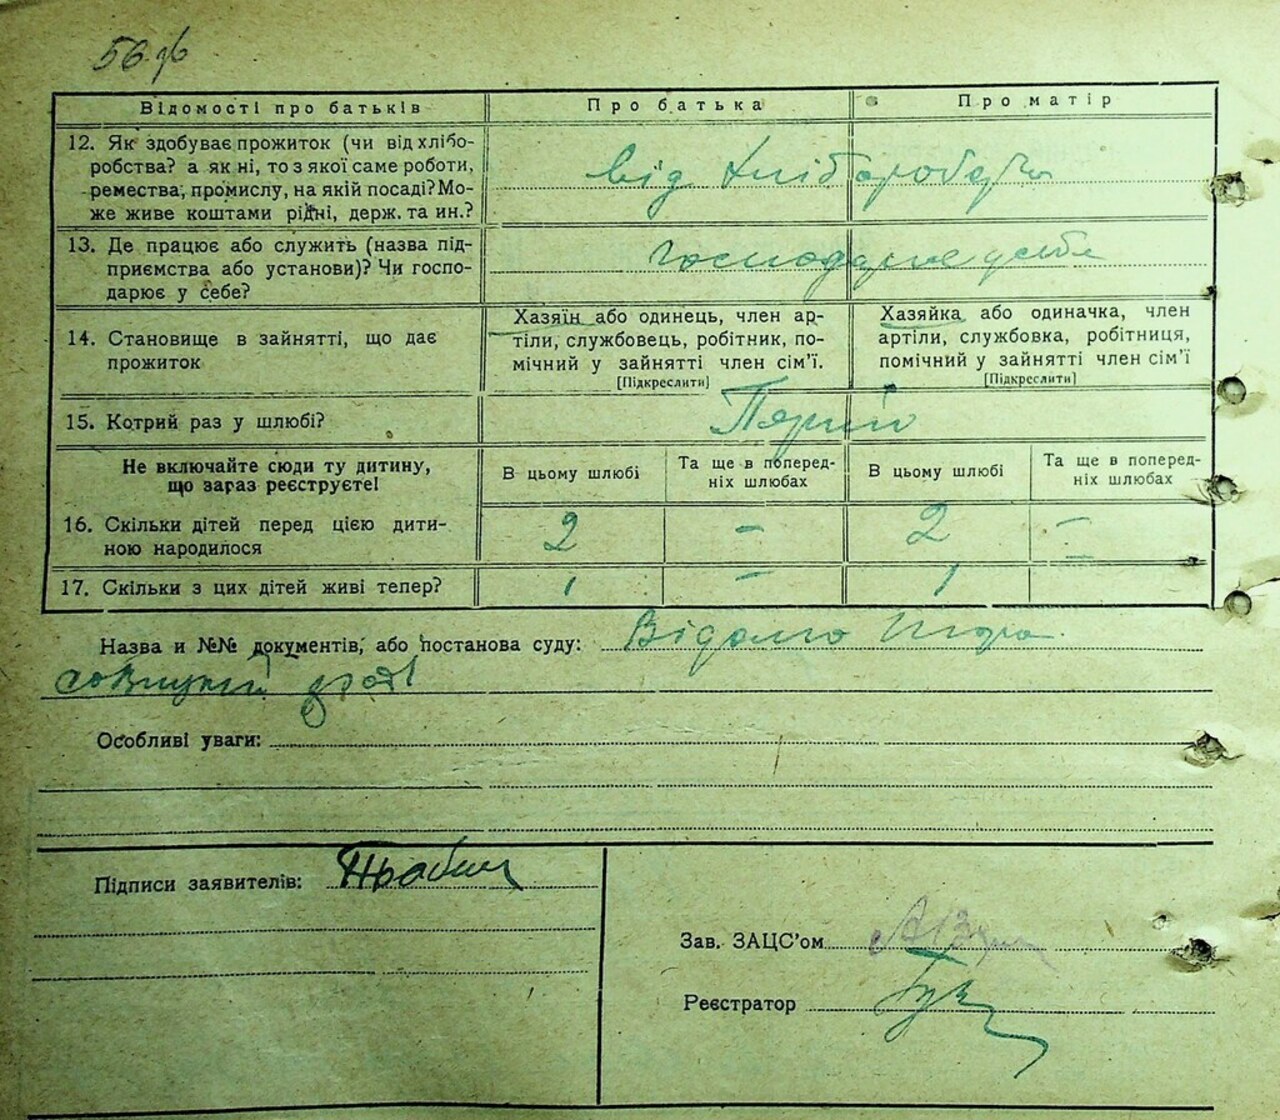 56 зв
Відомості про батьків Про батька Про матір
12. Як здобуває прожиток (чи від хлібо-
робства? а як ні, то з якої саме роботи,
ремества, промислу, на якій посаді? Мо-
же живе коштами рідні, держ. та ин.?
від хліборобства
13. Де працює або служить (назва під-
приємства або установи)? Чи госпо-
дарює у себе?
господарює у себе
14. Становище в зайнятті, що дає
прожиток
Хазяїн або одинець, член ар-
тіли, службовець, робітник, по-
мічний у зайнятті член сім'ї.
[Підкреслити]
Хазяйка або одиначка, член
артіли, службовка, робітниця,
помічний у зайнятті член сім'ї
[Підкреслити]
15. Котрий раз у шлюбі?
Перший
Не включайте сюди ту дитину,
що зараз реєструєте!
В цьому шлюбі
Та ще в поперед-
ніх шлюбах
В цьому шлюбі
Та ще в поперед-
ніх шлюбах
16. Скільки дітей перед цією дити-
ною народилося
2 – 2 –
17. Скільки з цих дітей живі тепер? 1 – 1
Назва и №№ документів, або постанова суду: Відомо
Особливі уваги:
Підписи заявителів:
Зав. ЗАЦС'ом
Реєстратор